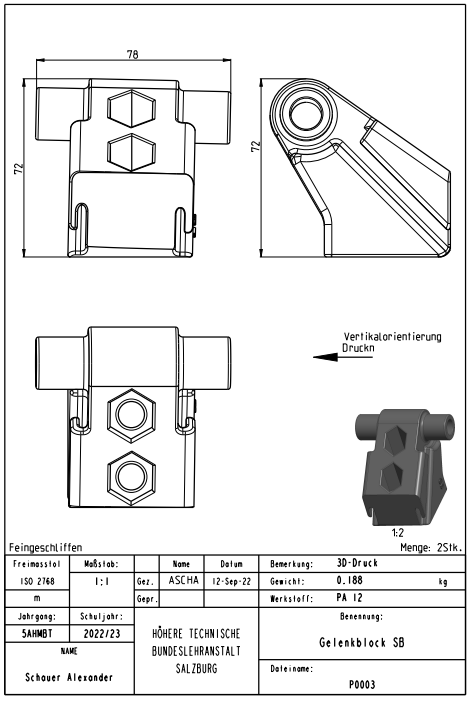 78
72
72
Vertikalorientierung
Druckn
1:2
Feingeschliffen
Menge: 2Stk.
Freimasstol
Maßstab:
Name
Datum
Bemerkung: 3D-Druck
ISO 2768
1:1
Gez.
ASCHA
12-Sep-22
Gewicht: 0.188 kg
m
Gepr.
Werkstoff: PA 12
Jahrgang:
Schuljahr:
Benennung:
5AHMBT
2022/23
HÖHERE TECHNISCHE
BUNDESLEHRANSTALT
SALZBURG
Gelenkblock SB
NAME
Schauer Alexander
Dateiname:
P0003